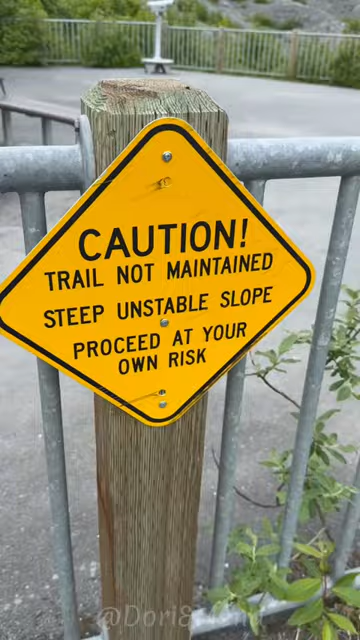 CAUTION!
TRAIL NOT MAINTAINED
STEEP UNSTABLE SLOPE
PROCEED AT YOUR
OWN RISK